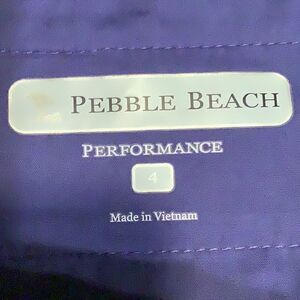 PEBBLE BEACH
PERFORMANCE
4
Made in Vietnam